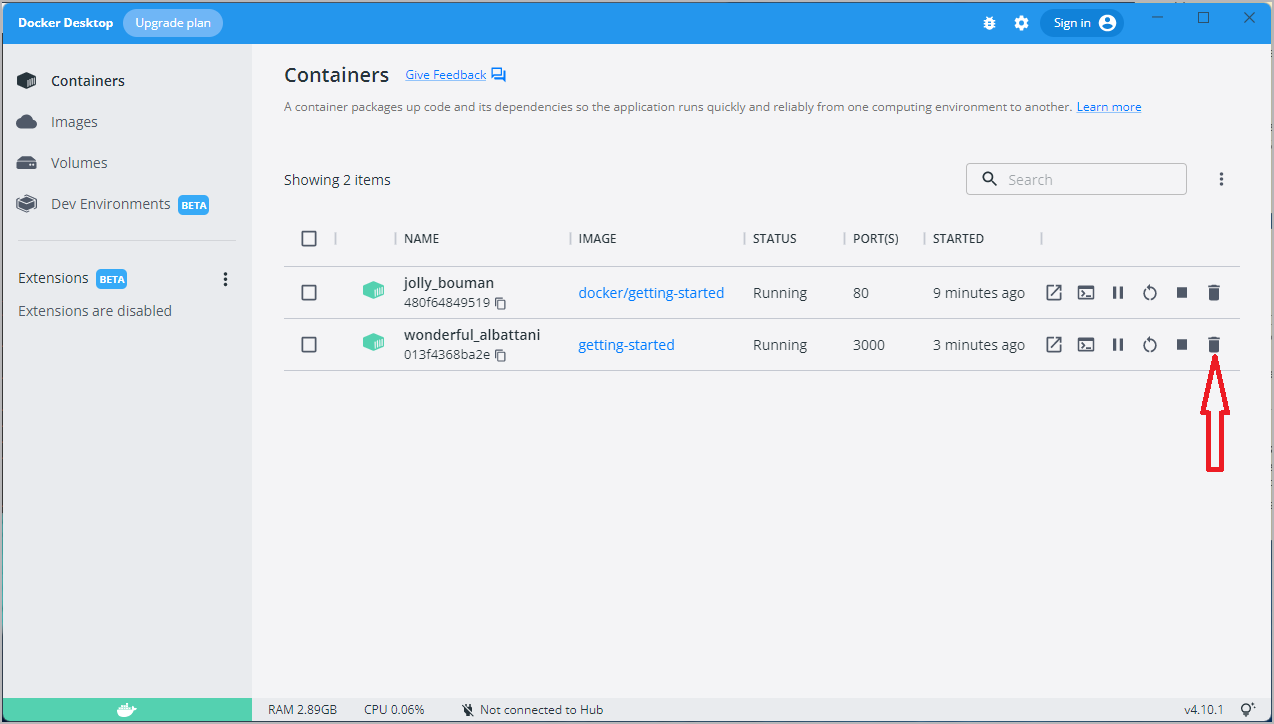 Docker Desktop Upgrade plan Sign in
Containers
Images
Volumes
Dev Environments BETA
Extensions BETA
Extensions are disabled
Containers Give Feedback
A container packages up code and its dependencies so the application runs quickly and reliably from one computing environment to another. Learn more
Showing 2 items Search
NAME IMAGE STATUS PORT(S) STARTED
jolly_bouman
480f64849519 docker/getting-started Running 80 9 minutes ago
wonderful_albattani
013f4368ba2e getting-started Running 3000 3 minutes ago
RAM 2.89GB CPU 0.06% Not connected to Hub v4.10.1